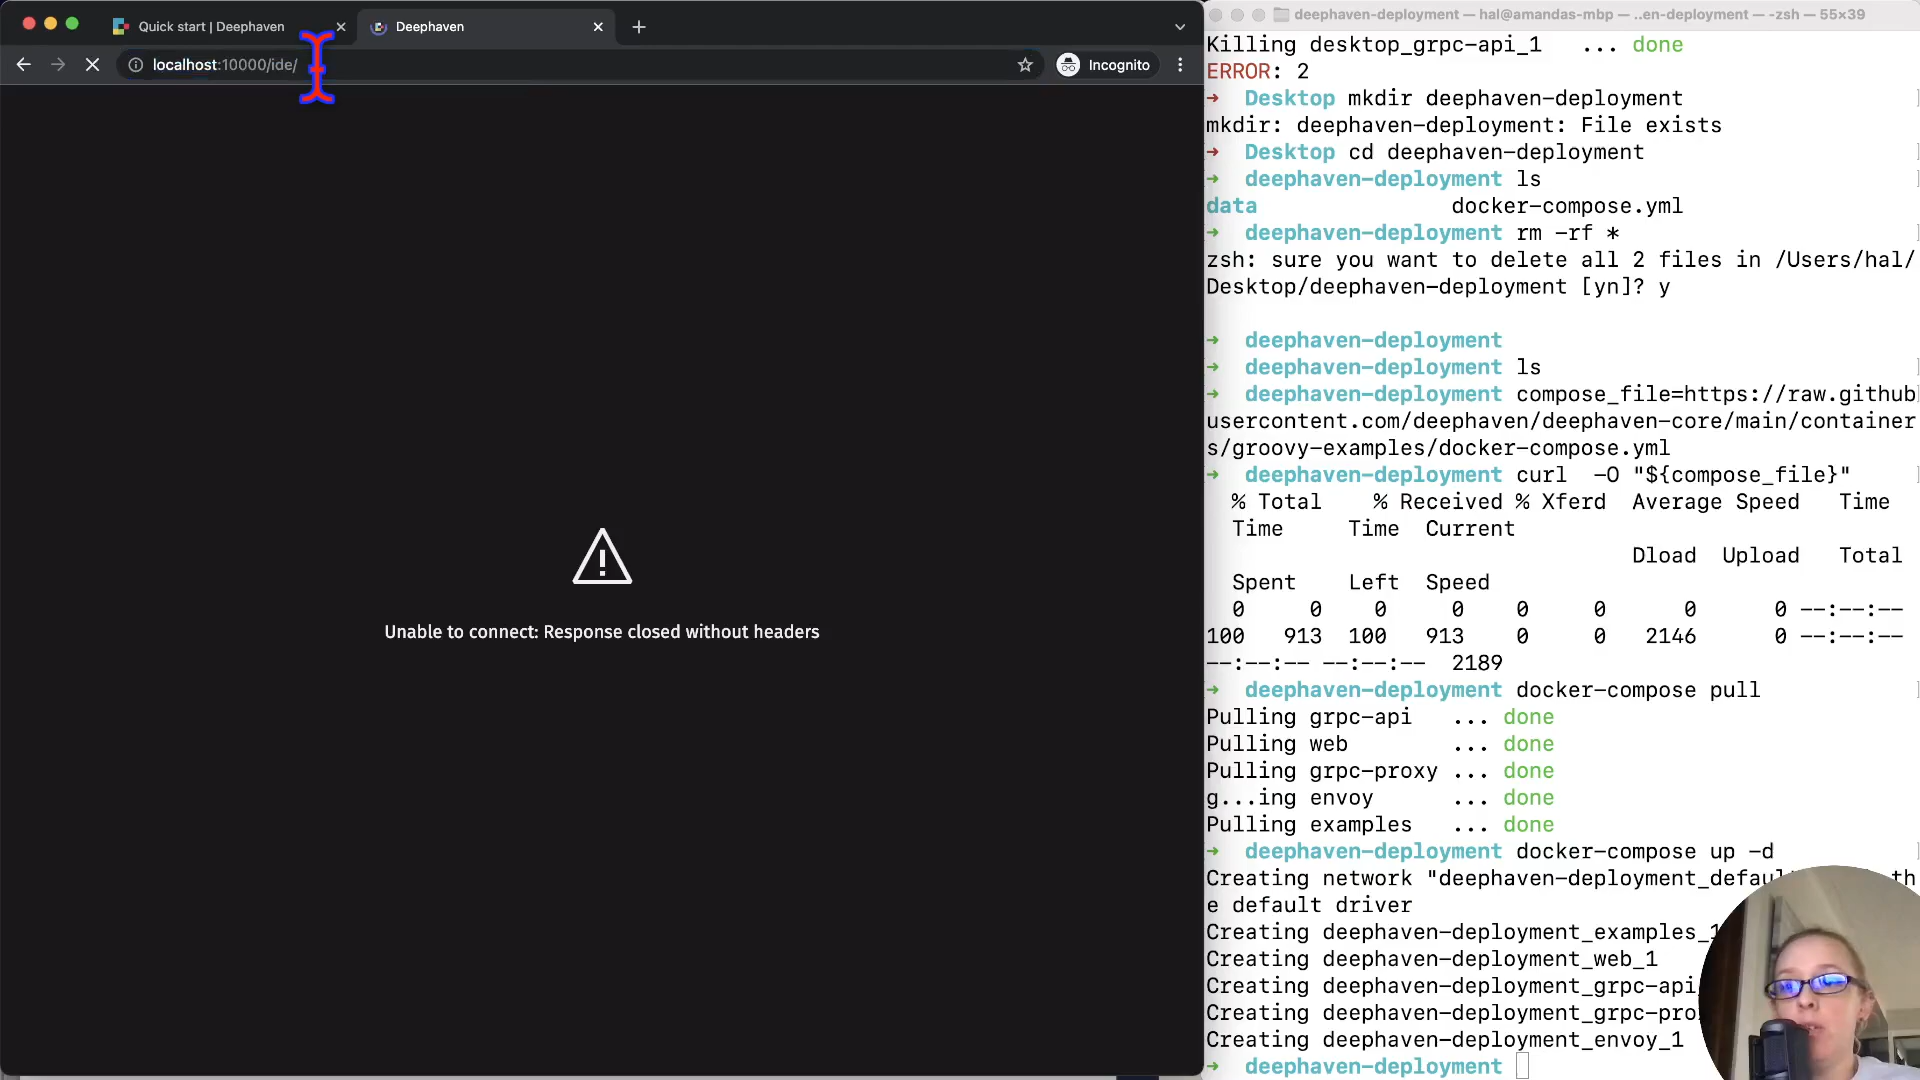 Quick start | Deephaven
Deephaven
localhost:10000/ide/
Incognito
Unable to connect: Response closed without headers
deephaven-deployment — hal@amandas-mbp — ..en-deployment — -zsh — 55×39
Killing desktop_grpc-api_1   ... done
ERROR: 2
→  Desktop mkdir deephaven-deployment
mkdir: deephaven-deployment: File exists
→  Desktop cd deephaven-deployment
→  deephaven-deployment ls
data               docker-compose.yml
→  deephaven-deployment rm -rf *
zsh: sure you want to delete all 2 files in /Users/hal/
Desktop/deephaven-deployment [yn]? y
→  deephaven-deployment
→  deephaven-deployment ls
→  deephaven-deployment compose_file=https://raw.github
usercontent.com/deephaven/deephaven-core/main/container
s/groovy-examples/docker-compose.yml
→  deephaven-deployment curl  -O "${compose_file}"
  % Total    % Received % Xferd  Average Speed   Time
  Time    Time  Current
                                 Dload  Upload   Total
  Spent    Left  Speed
  0     0    0     0    0     0      0      0 --:--:--
100   913  100   913    0     0   2146      0 --:--:--
--:--:-- --:--:--  2189
→  deephaven-deployment docker-compose pull
Pulling grpc-api   ... done
Pulling web        ... done
Pulling grpc-proxy ... done
g...ing envoy      ... done
Pulling examples   ... done
→  deephaven-deployment docker-compose up -d
Creating network "deephaven-deployment_defau th
e default driver
Creating deephaven-deployment_examples_1
Creating deephaven-deployment_web_1
Creating deephaven-deployment_grpc-api
Creating deephaven-deployment_grpc-pro
Creating deephaven-deployment_envoy_1
→  deephaven-deployment